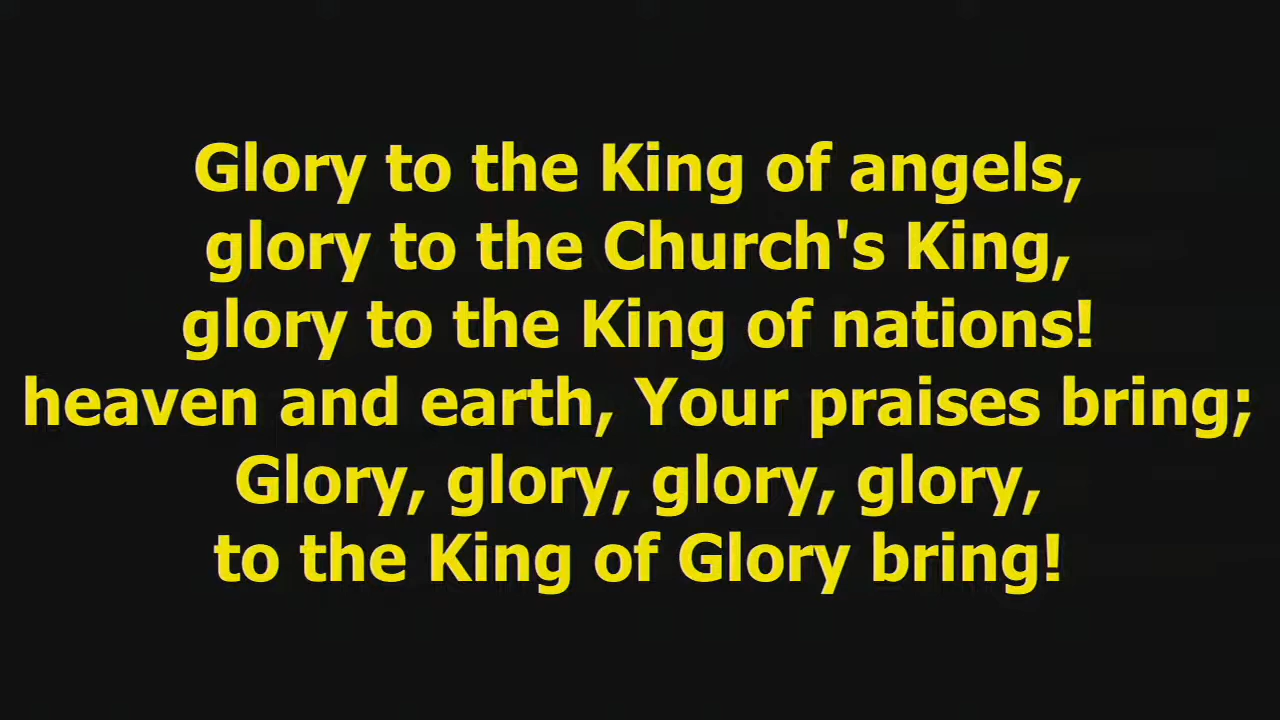 Glory to the King of angels,
glory to the Church's King,
glory to the King of nations!
heaven and earth, Your praises bring;
Glory, glory, glory, glory,
to the King of Glory bring!